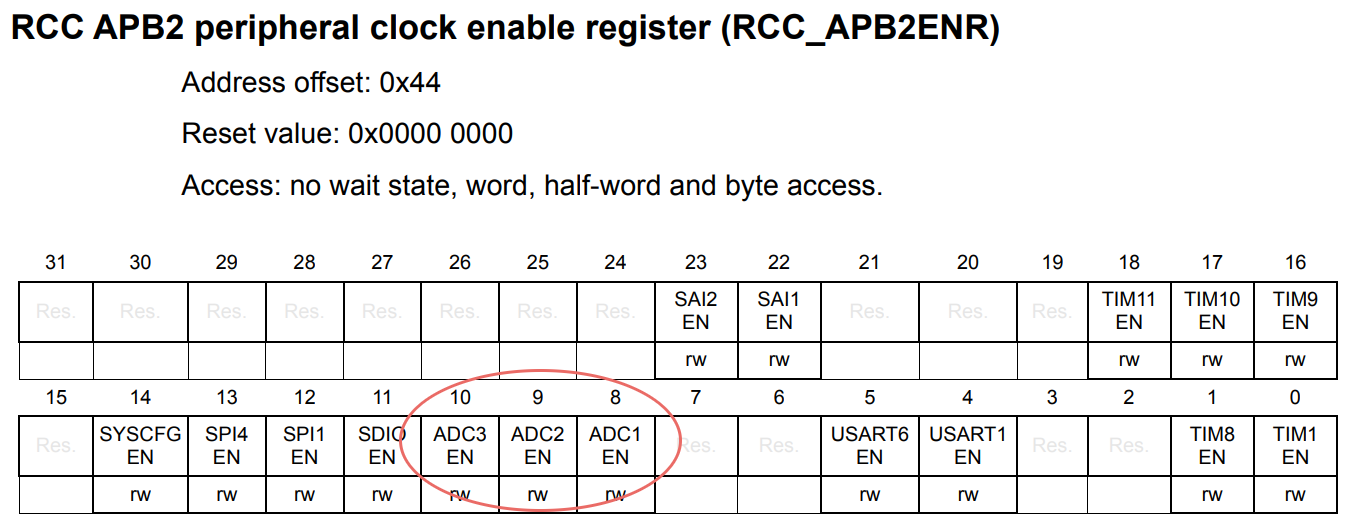 RCC APB2 peripheral clock enable register (RCC_APB2ENR)
Address offset: 0x44
Reset value: 0x0000 0000
Access: no wait state, word, half-word and byte access.
31 30 29 28 27 26 25 24 23 22 21 20 19 18 17 16
Res. Res. Res. Res. Res. Res. Res. Res. SAI2 EN SAI1 EN Res. Res. Res. TIM11 EN TIM10 EN TIM9 EN
rw rw rw rw rw
15 14 13 12 11 10 9 8 7 6 5 4 3 2 1 0
Res. SYSCFG EN SPI4 EN SPI1 EN SDIO EN ADC3 EN ADC2 EN ADC1 EN Res. Res. USART6 EN USART1 EN Res. Res. TIM8 EN TIM1 EN
rw rw rw rw rw rw rw rw rw rw rw